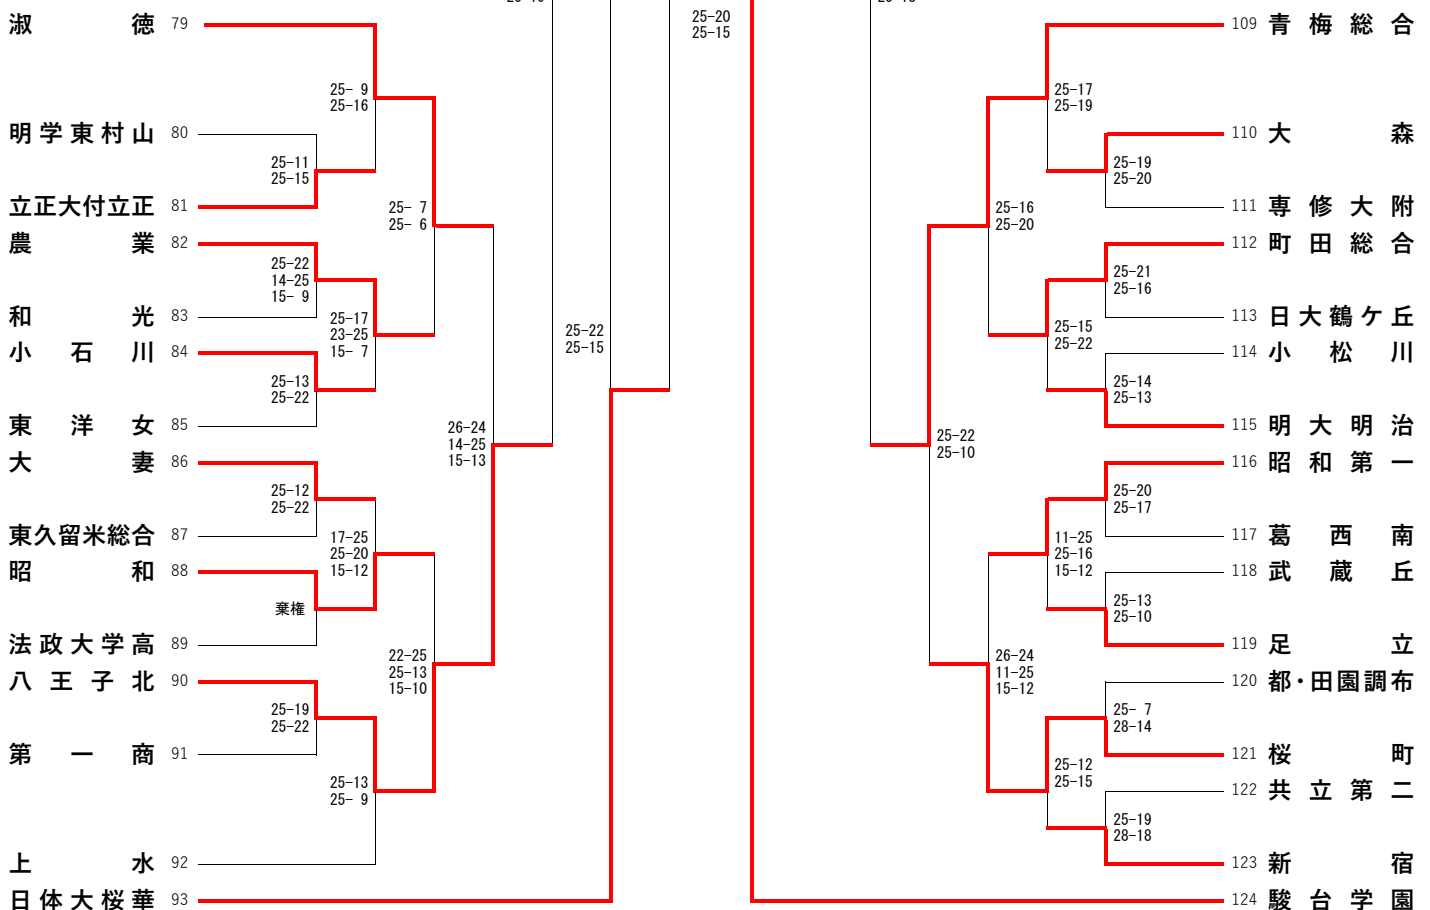 25-20
25-15
淑徳 79
25- 9
25-16
明学東村山 80
25-11
25-15
立正大付立正 81
25- 7
25- 6
農業 82
25-22
14-25
15- 9
和光 83
25-17
23-25
15- 7
小石川 84
25-13
25-22
東洋女 85
26-24
14-25
15-13
大妻 86
25-12
25-22
東久留米総合 87
17-25
25-20
15-12
昭和 88
棄権
法政大学高 89
22-25
25-13
15-10
八王子北 90
25-19
25-22
第一商 91
25-13
25- 9
上水 92
日体大桜華 93
25-22
25-15
109 青梅総合
25-17
25-19
110 大森
25-19
25-20
111 専修大附
25-16
25-20
112 町田総合
25-21
25-16
113 日大鶴ケ丘
25-15
25-22
114 小松川
25-14
25-13
115 明大明治
25-22
25-10
116 昭和第一
25-20
25-17
117 葛西南
11-25
25-16
15-12
118 武蔵丘
25-13
25-10
119 足立
26-24
11-25
15-12
120 都・田園調布
25- 7
28-14
121 桜町
25-12
25-15
122 共立第二
25-19
28-18
123 新宿
124 駿台学園